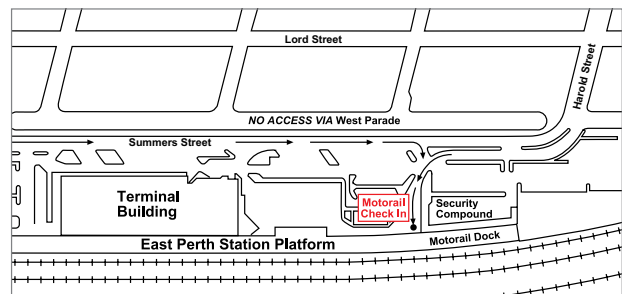 Lord Street
Harold Street
NO ACCESS VIA West Parade
Summers Street
Terminal
Building
Motorail
Check In
Security
Compound
East Perth Station Platform
Motorail Dock